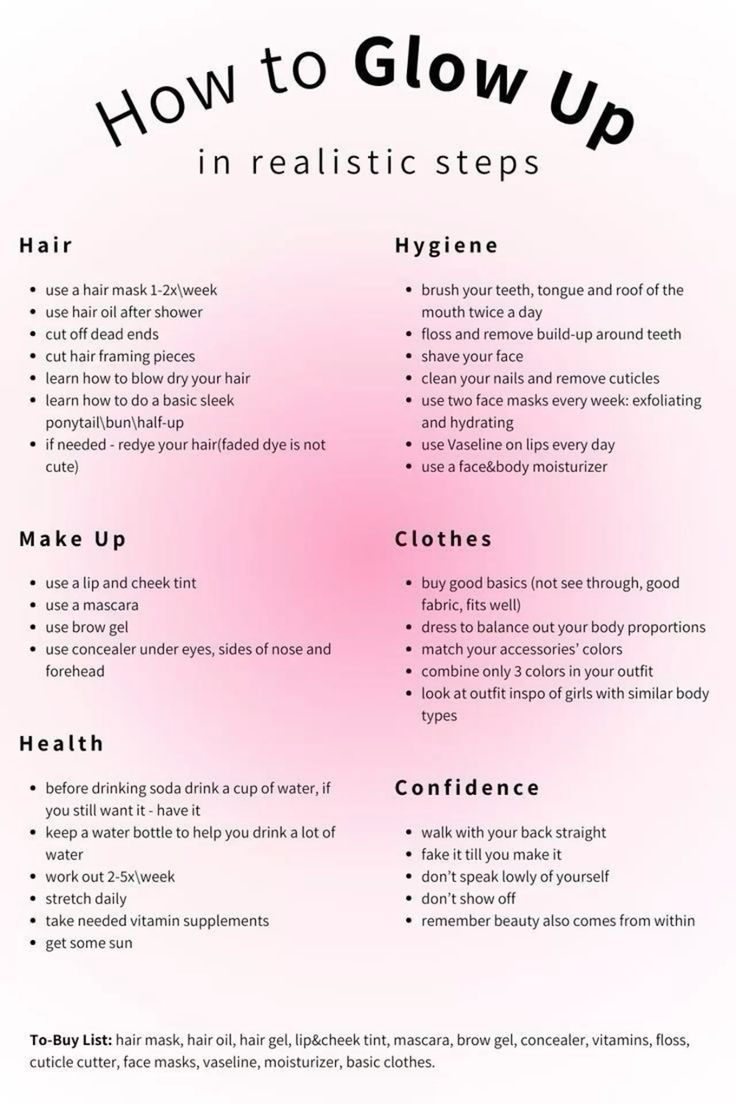 How to Glow Up
in realistic steps
Hair
• use a hair mask 1-2x\week
• use hair oil after shower
• cut off dead ends
• cut hair framing pieces
• learn how to blow dry your hair
• learn how to do a basic sleek
ponytail\bun\half-up
• if needed - redye your hair(faded dye is not
cute)
Make Up
• use a lip and cheek tint
• use a mascara
• use brow gel
• use concealer under eyes, sides of nose and
forehead
Health
• before drinking soda drink a cup of water, if
you still want it - have it
• keep a water bottle to help you drink a lot of
water
• work out 2-5x\week
• stretch daily
• take needed vitamin supplements
• get some sun
Hygiene
• brush your teeth, tongue and roof of the
mouth twice a day
• floss and remove build-up around teeth
• shave your face
• clean your nails and remove cuticles
• use two face masks every week: exfoliating
and hydrating
• use Vaseline on lips every day
• use a face&body moisturizer
Clothes
• buy good basics (not see through, good
fabric, fits well)
• dress to balance out your body proportions
• match your accessories’ colors
• combine only 3 colors in your outfit
• look at outfit inspo of girls with similar body
types
Confidence
• walk with your back straight
• fake it till you make it
• don’t speak lowly of yourself
• don’t show off
• remember beauty also comes from within
To-Buy List: hair mask, hair oil, hair gel, lip&cheek tint, mascara, brow gel, concealer, vitamins, floss,
cuticle cutter, face masks, vaseline, moisturizer, basic clothes.